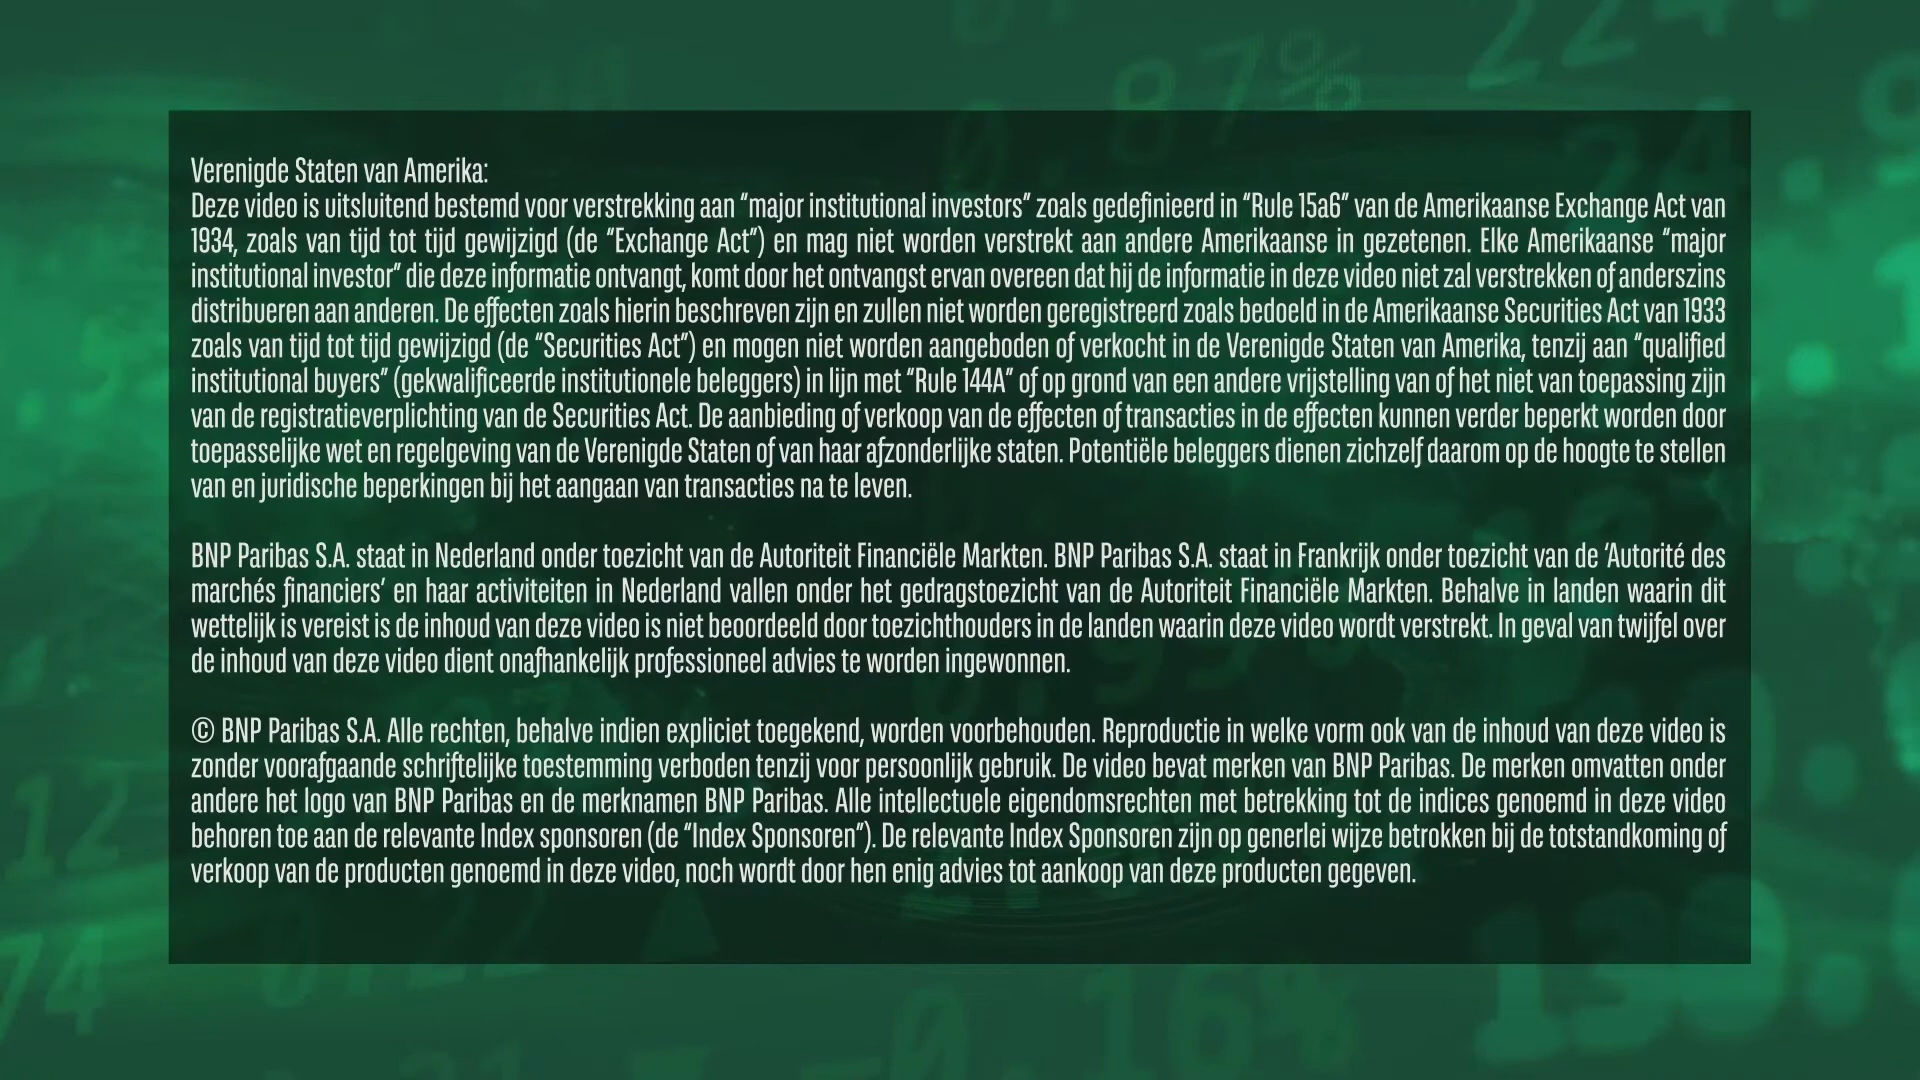 Verenigde Staten van Amerika:
Deze video is uitsluitend bestemd voor verstrekking aan “major institutional investors” zoals gedefinieerd in “Rule 15a6” van de Amerikaanse Exchange Act van
1934, zoals van tijd tot tijd gewijzigd (de “Exchange Act”) en mag niet worden verstrekt aan andere Amerikaanse in gezetenen. Elke Amerikaanse “major
institutional investor” die deze informatie ontvangt, komt door het ontvangst ervan overeen dat hij de informatie in deze video niet zal verstrekken of anderszins
distribueren aan anderen. De effecten zoals hierin beschreven zijn en zullen niet worden geregistreerd zoals bedoeld in de Amerikaanse Securities Act van 1933
zoals van tijd tot tijd gewijzigd (de “Securities Act”) en mogen niet worden aangeboden of verkocht in de Verenigde Staten van Amerika, tenzij aan “qualified
institutional buyers” (gekwalificeerde institutionele beleggers) in lijn met “Rule 144A” of op grond van een andere vrijstelling van of het niet van toepassing zijn
van de registratieverplichting van de Securities Act. De aanbieding of verkoop van de effecten of transacties in de effecten kunnen verder beperkt worden door
toepasselijke wet en regelgeving van de Verenigde Staten of van haar afzonderlijke staten. Potentiële beleggers dienen zichzelf daarom op de hoogte te stellen
van en juridische beperkingen bij het aangaan van transacties na te leven.
BNP Paribas S.A. staat in Nederland onder toezicht van de Autoriteit Financiële Markten. BNP Paribas S.A. staat in Frankrijk onder toezicht van de ‘Autorité des
marchés financiers’ en haar activiteiten in Nederland vallen onder het gedragstoezicht van de Autoriteit Financiële Markten. Behalve in landen waarin dit
wettelijk is vereist is de inhoud van deze video is niet beoordeeld door toezichthouders in de landen waarin deze video wordt verstrekt. In geval van twijfel over
de inhoud van deze video dient onafhankelijk professioneel advies te worden ingewonnen.
© BNP Paribas S.A. Alle rechten, behalve indien expliciet toegekend, worden voorbehouden. Reproductie in welke vorm ook van de inhoud van deze video is
zonder voorafgaande schriftelijke toestemming verboden tenzij voor persoonlijk gebruik. De video bevat merken van BNP Paribas. De merken omvatten onder
andere het logo van BNP Paribas en de merknamen BNP Paribas. Alle intellectuele eigendomsrechten met betrekking tot de indices genoemd in deze video
behoren toe aan de relevante Index sponsoren (de “Index Sponsoren”). De relevante Index Sponsoren zijn op generlei wijze betrokken bij de totstandkoming of
verkoop van de producten genoemd in deze video, noch wordt door hen enig advies tot aankoop van deze producten gegeven.